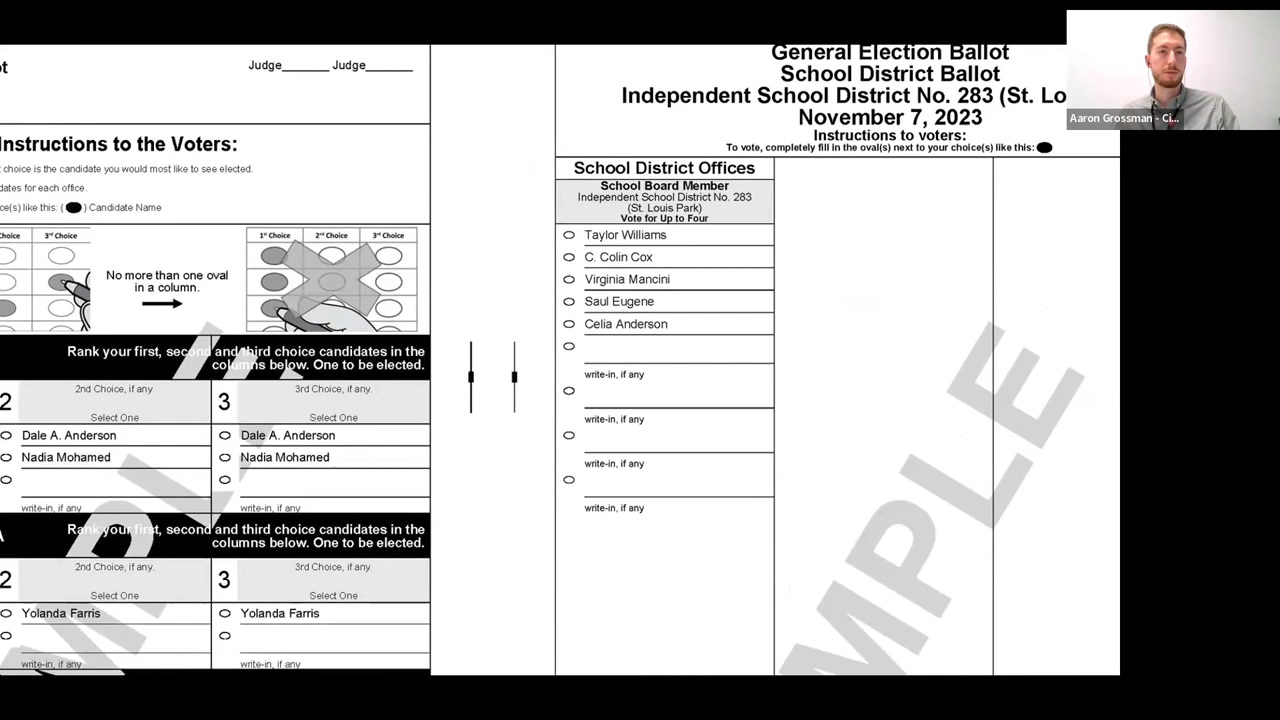 ot
Judge_______ Judge_______
Instructions to the Voters:
t choice is the candidate you would most like to see elected.
dates for each office.
ce(s) like this: ( ) Candidate Name
Choice 3rd Choice
No more than one oval
in a column.
1st Choice 2nd Choice 3rd Choice
Rank your first, second and third choice candidates in the
columns below. One to be elected.
2 2nd Choice, if any.
Select One
3 3rd Choice, if any.
Select One
Dale A. Anderson Dale A. Anderson
Nadia Mohamed Nadia Mohamed
write-in, if any write-in, if any
A Rank your first, second and third choice candidates in the
columns below. One to be elected.
2 2nd Choice, if any.
Select One
3 3rd Choice, if any.
Select One
Yolanda Farris Yolanda Farris
write-in, if any write-in, if any
General Election Ballot
School District Ballot
Independent School District No. 283 (St. Lo
November 7, 2023
Instructions to voters:
To vote, completely fill in the oval(s) next to your choice(s) like this:
School District Offices
School Board Member
Independent School District No. 283
(St. Louis Park)
Vote for Up to Four
Taylor Williams
C. Colin Cox
Virginia Mancini
Saul Eugene
Celia Anderson
write-in, if any
write-in, if any
write-in, if any
write-in, if any
MPLE
MPLE
Aaron Grossman - Ci...